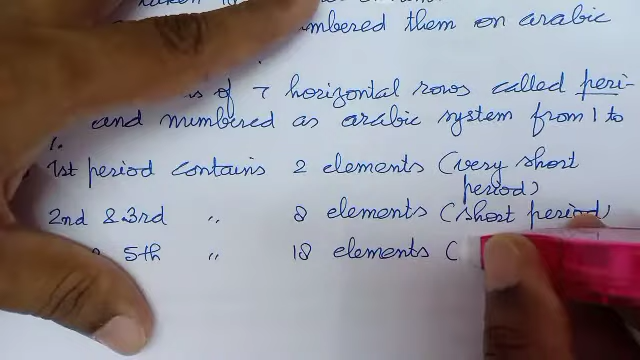 mbered them on arabic
of 7 horizontal rows called peri-
and numbered as arabic system from 1 to
1st period contains 2 elements (very short
period)
2nd & 3rd " 8 elements (short period)
5th " 18 elements (